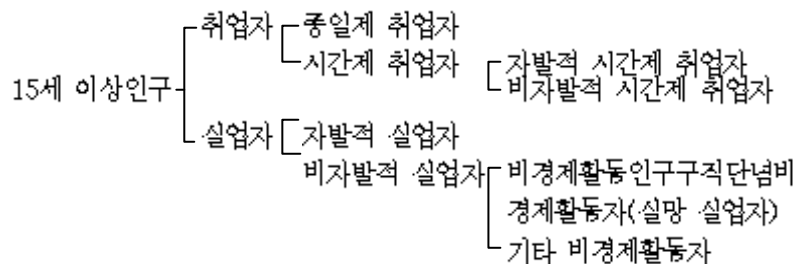 취업자 종일제 취업자
시간제 취업자 자발적 시간제 취업자
비자발적 시간제 취업자
15세 이상인구
실업자 자발적 실업자
비자발적 실업자 비경제활동인구구직단념비
경제활동자(실망 실업자)
기타 비경제활동자